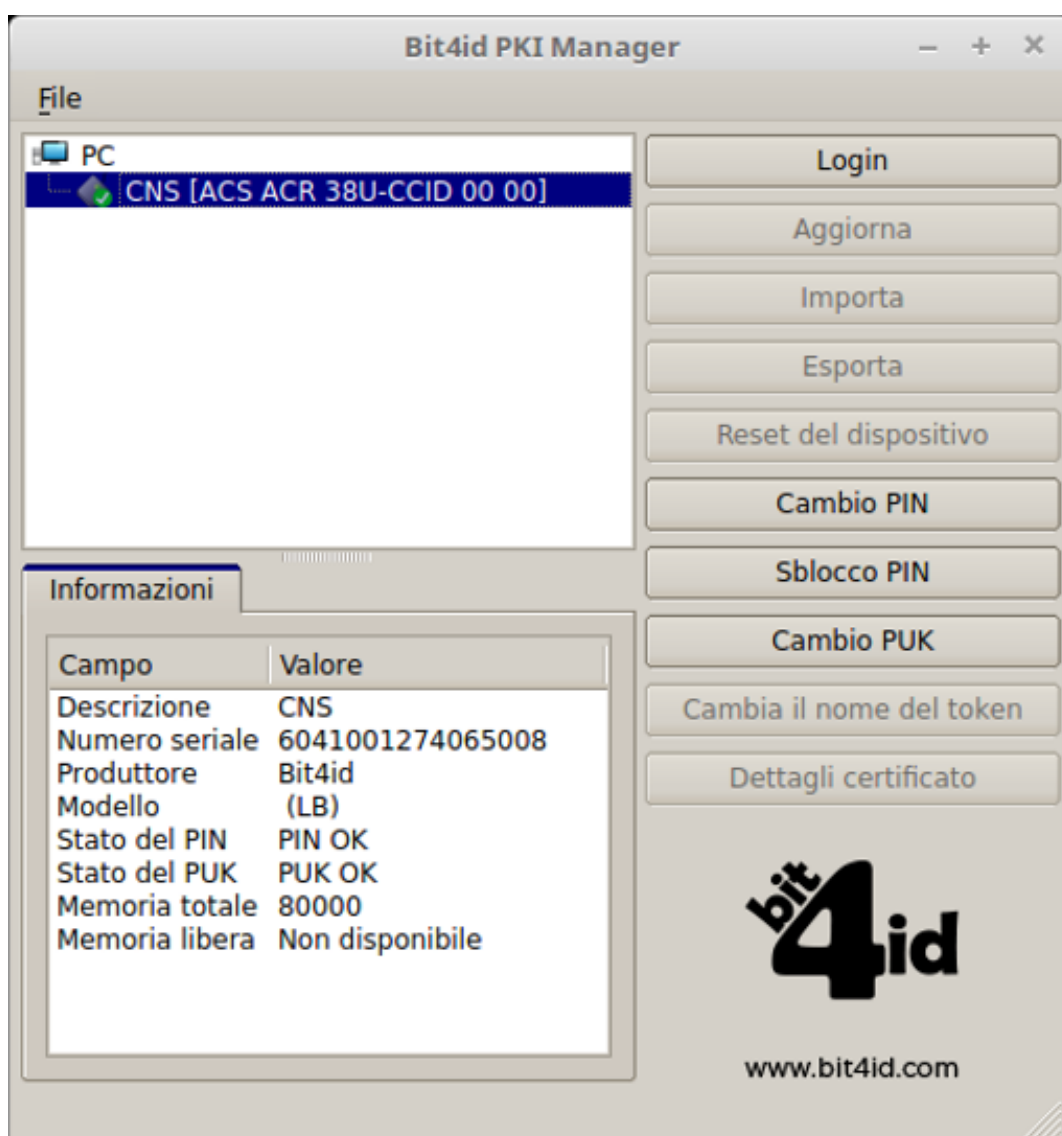 Bit4id PKI Manager
File
PC
CNS [ACS ACR 38U-CCID 00 00]
Login
Aggiorna
Importa
Esporta
Reset del dispositivo
Cambio PIN
Sblocco PIN
Cambio PUK
Cambia il nome del token
Dettagli certificato
Informazioni
Campo Valore
Descrizione CNS
Numero seriale 6041001274065008
Produttore Bit4id
Modello (LB)
Stato del PIN PIN OK
Stato del PUK PUK OK
Memoria totale 80000
Memoria libera Non disponibile
bit4id
www.bit4id.com